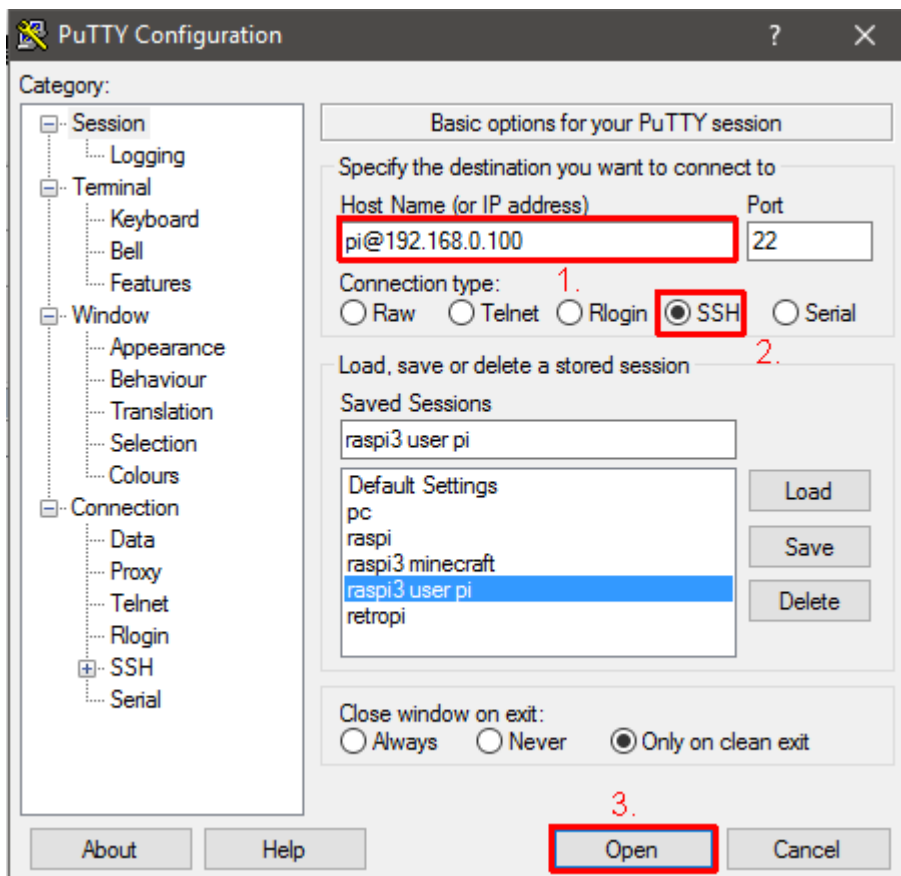 PuTTY Configuration ? ×
Category:
Session
Logging
Terminal
Keyboard
Bell
Features
Window
Appearance
Behaviour
Translation
Selection
Colours
Connection
Data
Proxy
Telnet
Rlogin
SSH
Serial
Basic options for your PuTTY session
Specify the destination you want to connect to
Host Name (or IP address) Port
pi@192.168.0.100 22
Connection type: 1.
Raw Telnet Rlogin SSH Serial
2.
Load, save or delete a stored session
Saved Sessions
raspi3 user pi
Default Settings
pc
raspi
raspi3 minecraft
raspi3 user pi
retropi
Load
Save
Delete
Close window on exit:
Always Never Only on clean exit
3.
About Help Open Cancel